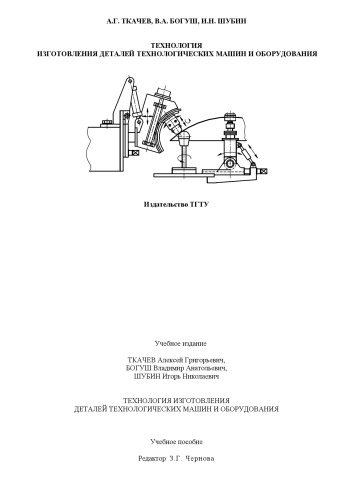 А.Г. ТКАЧЕВ, В.А. БОГУШ, И.Н. ШУБИН
ТЕХНОЛОГИЯ
ИЗГОТОВЛЕНИЯ ДЕТАЛЕЙ ТЕХНОЛОГИЧЕСКИХ МАШИН И ОБОРУДОВАНИЯ
Издательство ТГТУ
Учебное издание
ТКАЧЕВ Алексей Григорьевич,
БОГУШ Владимир Анатольевич,
ШУБИН Игорь Николаевич
ТЕХНОЛОГИЯ ИЗГОТОВЛЕНИЯ
ДЕТАЛЕЙ ТЕХНОЛОГИЧЕСКИХ МАШИН И ОБОРУДОВАНИЯ
Учебное пособие
Редактор З.Г. Чернова